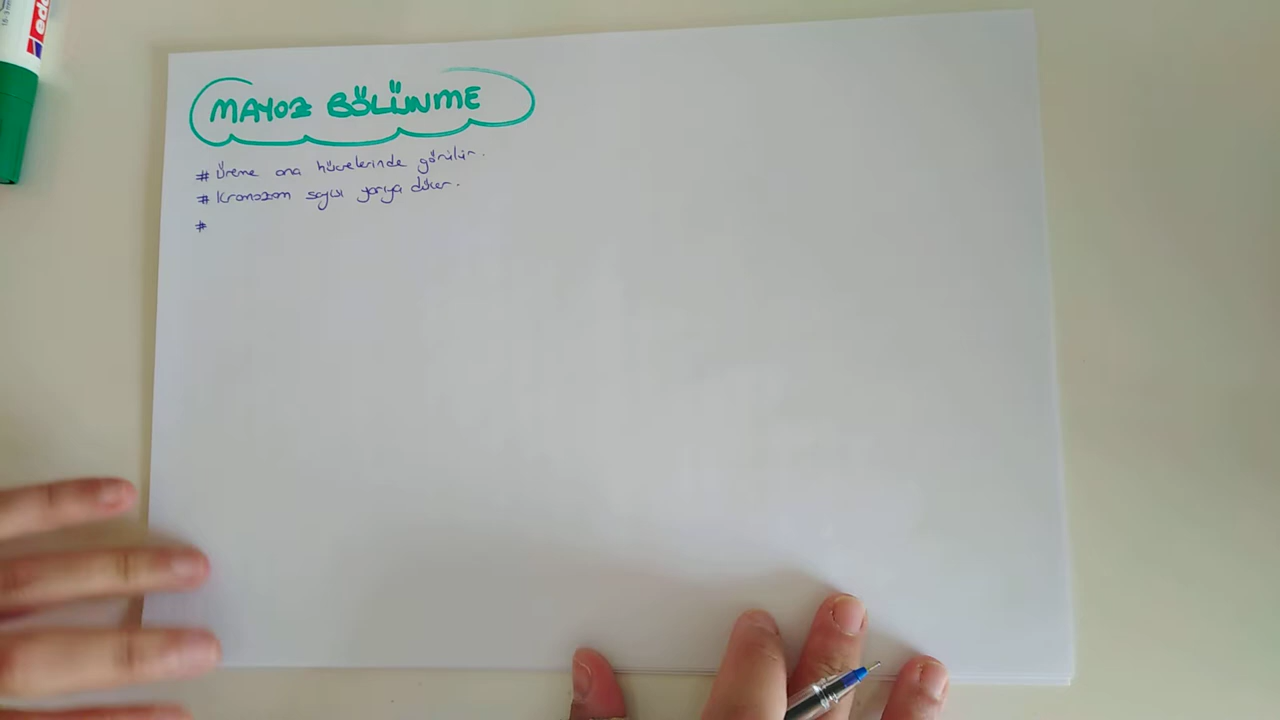 MAYOZ BÖLÜNME
# Üreme ana hücrelerinde görülür.
# Kromozom sayısı yarıya düşer.
#